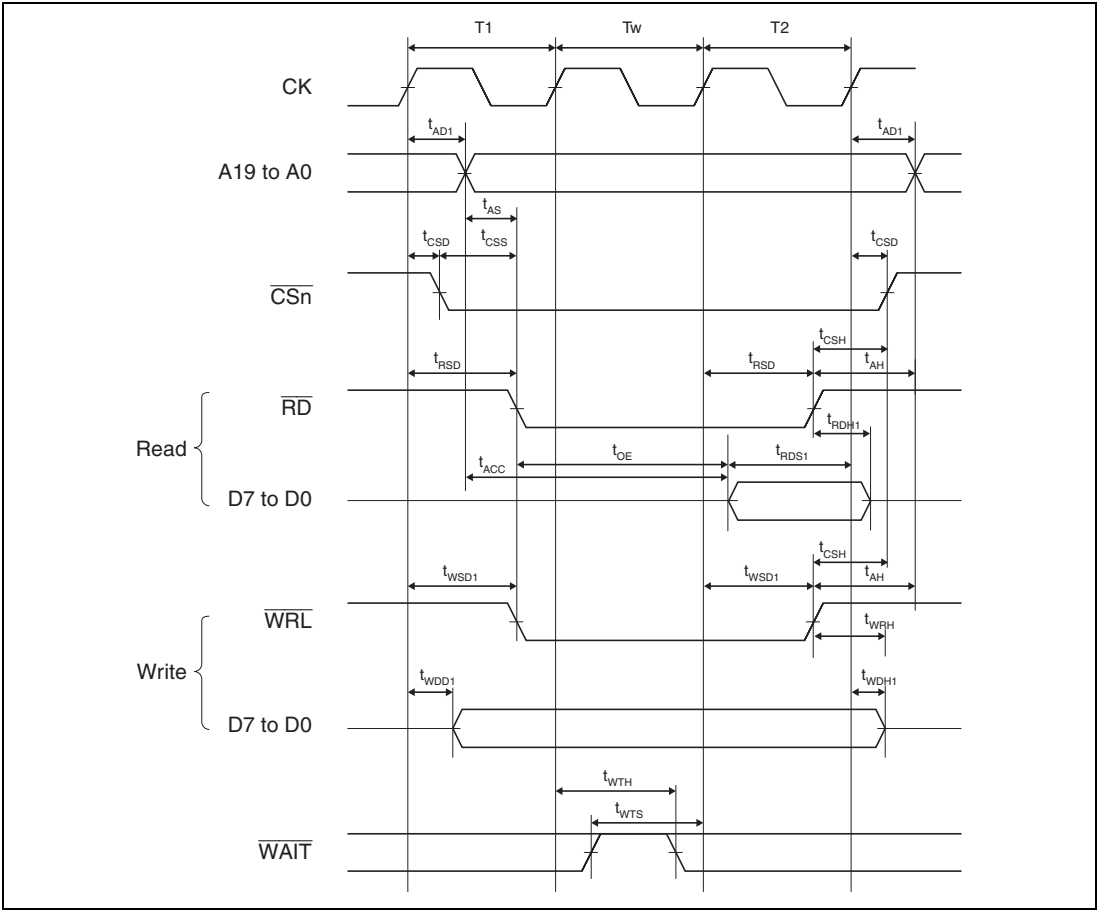 T1 Tw T2
CK
tAD1 tAD1
A19 to A0
tAS
tCSD tCSS tCSD
CSn
tCSH
tRSD tRSD tAH
RD
tRDH1
Read
tOE tRDS1
tACC
D7 to D0
tCSH
tWSD1 tWSD1 tAH
WRL
tWRH
Write
tWDD1 tWDH1
D7 to D0
tWTH
tWTS
WAIT